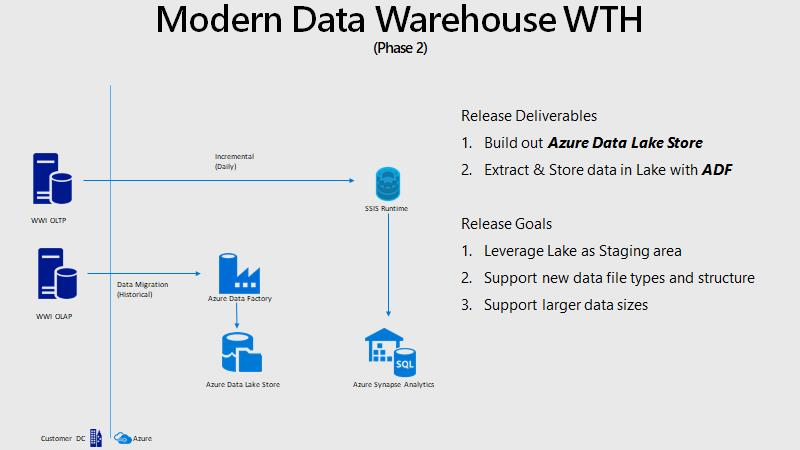 Modern Data Warehouse WTH
(Phase 2)
Release Deliverables
1. Build out Azure Data Lake Store
2. Extract & Store data in Lake with ADF
Release Goals
1. Leverage Lake as Staging area
2. Support new data file types and structure
3. Support larger data sizes
Incremental
(Daily)
WWI OLTP
SSIS Runtime
Data Migration
(Historical)
WWI OLAP
Azure Data Factory
Azure Data Lake Store
SQL
Azure Synapse Analytics
Customer DC
Azure